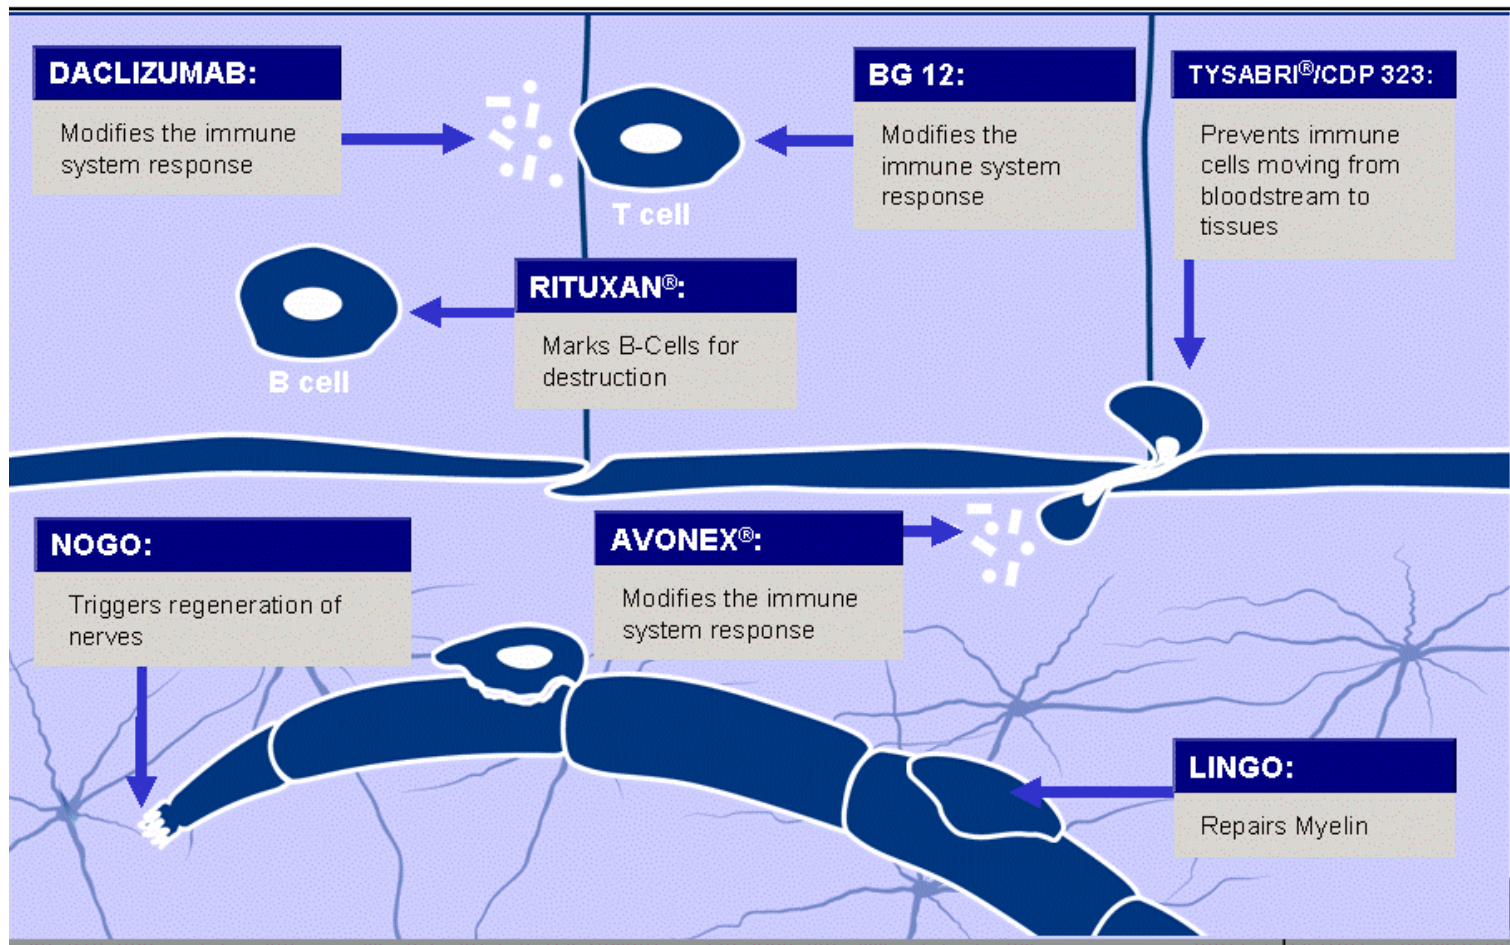 DACLIZUMAB:
Modifies the immune
system response
T cell
BG 12:
Modifies the
immune system
response
TYSABRI®/CDP 323:
Prevents immune
cells moving from
bloodstream to
tissues
B cell
RITUXAN®:
Marks B-Cells for
destruction
NOGO:
Triggers regeneration of
nerves
AVONEX®:
Modifies the immune
system response
LINGO:
Repairs Myelin